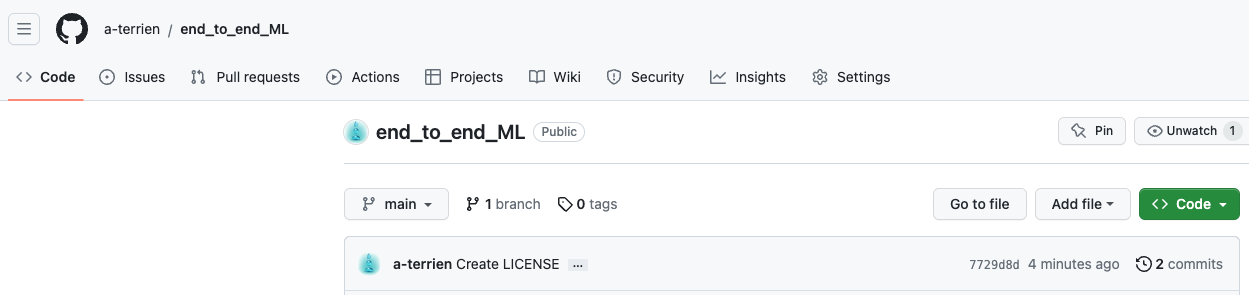 a-terrien / end_to_end_ML
Code Issues Pull requests Actions Projects Wiki Security Insights Settings
end_to_end_ML Public Pin Unwatch 1
main 1 branch 0 tags Go to file Add file Code
a-terrien Create LICENSE ... 7729d8d 4 minutes ago 2 commits